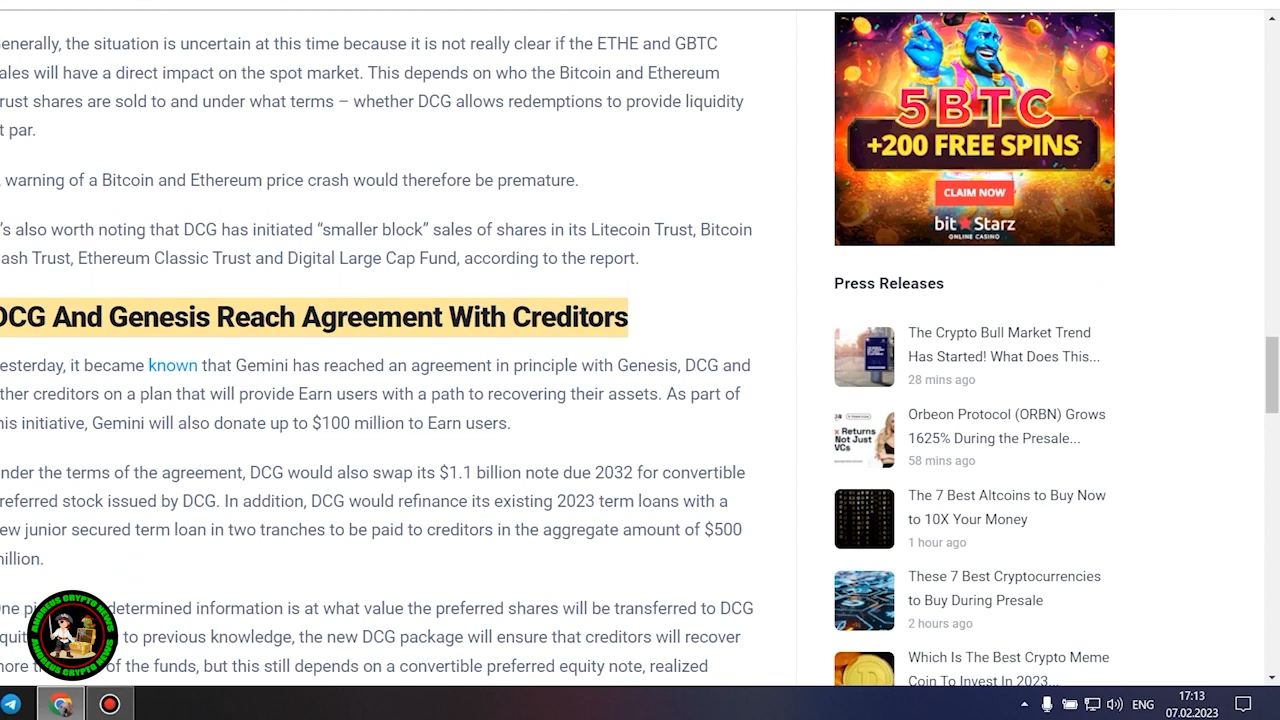 enerally, the situation is uncertain at this time because it is not really clear if the ETHE and GBTC
ales will have a direct impact on the spot market. This depends on who the Bitcoin and Ethereum
rust shares are sold to and under what terms – whether DCG allows redemptions to provide liquidity
t par.
warning of a Bitcoin and Ethereum price crash would therefore be premature.
's also worth noting that DCG has initiated “smaller block” sales of shares in its Litecoin Trust, Bitcoin
ash Trust, Ethereum Classic Trust and Digital Large Cap Fund, according to the report.
DCG And Genesis Reach Agreement With Creditors
esterday, it became known that Gemini has reached an agreement in principle with Genesis, DCG and
ther creditors on a plan that will provide Earn users with a path to recovering their assets. As part of
his initiative, Gemini will also donate up to $100 million to Earn users.
nder the terms of the agreement, DCG would also swap its $1.1 billion note due 2032 for convertible
referred stock issued by DCG. In addition, DCG would refinance its existing 2023 term loans with a
ew junior secured term loan in two tranches to be paid to creditors in the aggregate amount of $500
illion.
ne pi determined information is at what value the preferred shares will be transferred to DCG
quit to previous knowledge, the new DCG package will ensure that creditors will recover
ore of the funds, but this still depends on a convertible preferred equity note, realized
ANDREUS CRYPTO NEWS
ANDREUS CRYPTO NEWS
5BTC
+200 FREE SPINS
CLAIM NOW
bitStarz
ONLINE CASINO
Press Releases
The Crypto Bull Market Trend
Has Started! What Does This...
28 mins ago
Returns
Not Just
VCs
Orbeon Protocol (ORBN) Grows
1625% During the Presale...
58 mins ago
The 7 Best Altcoins to Buy Now
to 10X Your Money
1 hour ago
These 7 Best Cryptocurrencies
to Buy During Presale
2 hours ago
Which Is The Best Crypto Meme
Coin To Invest In 2023...
ENG
17:13
07.02.2023